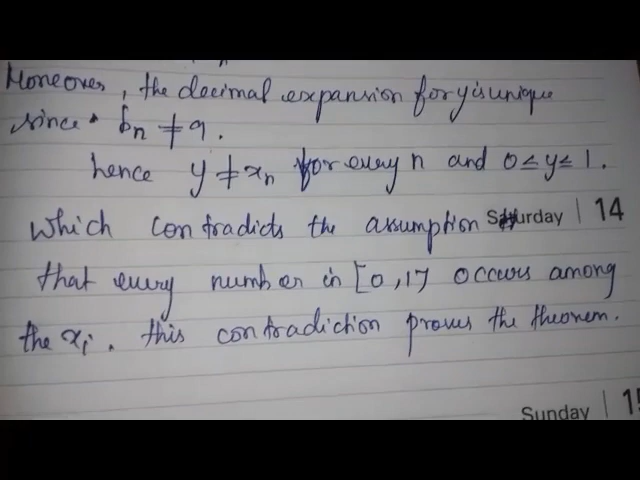 Moreover, the decimal expansion for y is unique
since bn ≠ 9.
hence y ≠ xn for every n and 0 ≤ y ≤ 1.
Which contradicts the assumption Saturday | 14
that every number in [0,1] occurs among
the xi. this contradiction proves the theorem.
Sunday | 15